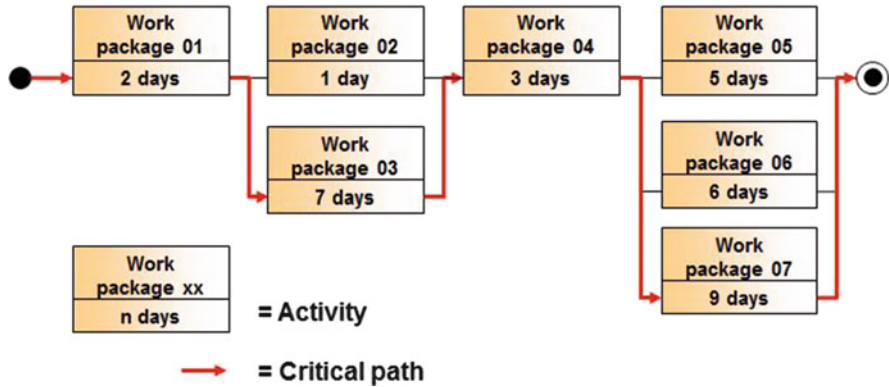 Work
package 01
2 days
Work
package 02
1 day
Work
package 04
3 days
Work
package 05
5 days
Work
package 03
7 days
Work
package 06
6 days
Work
package 07
9 days
Work
package xx
n days
= Activity
= Critical path